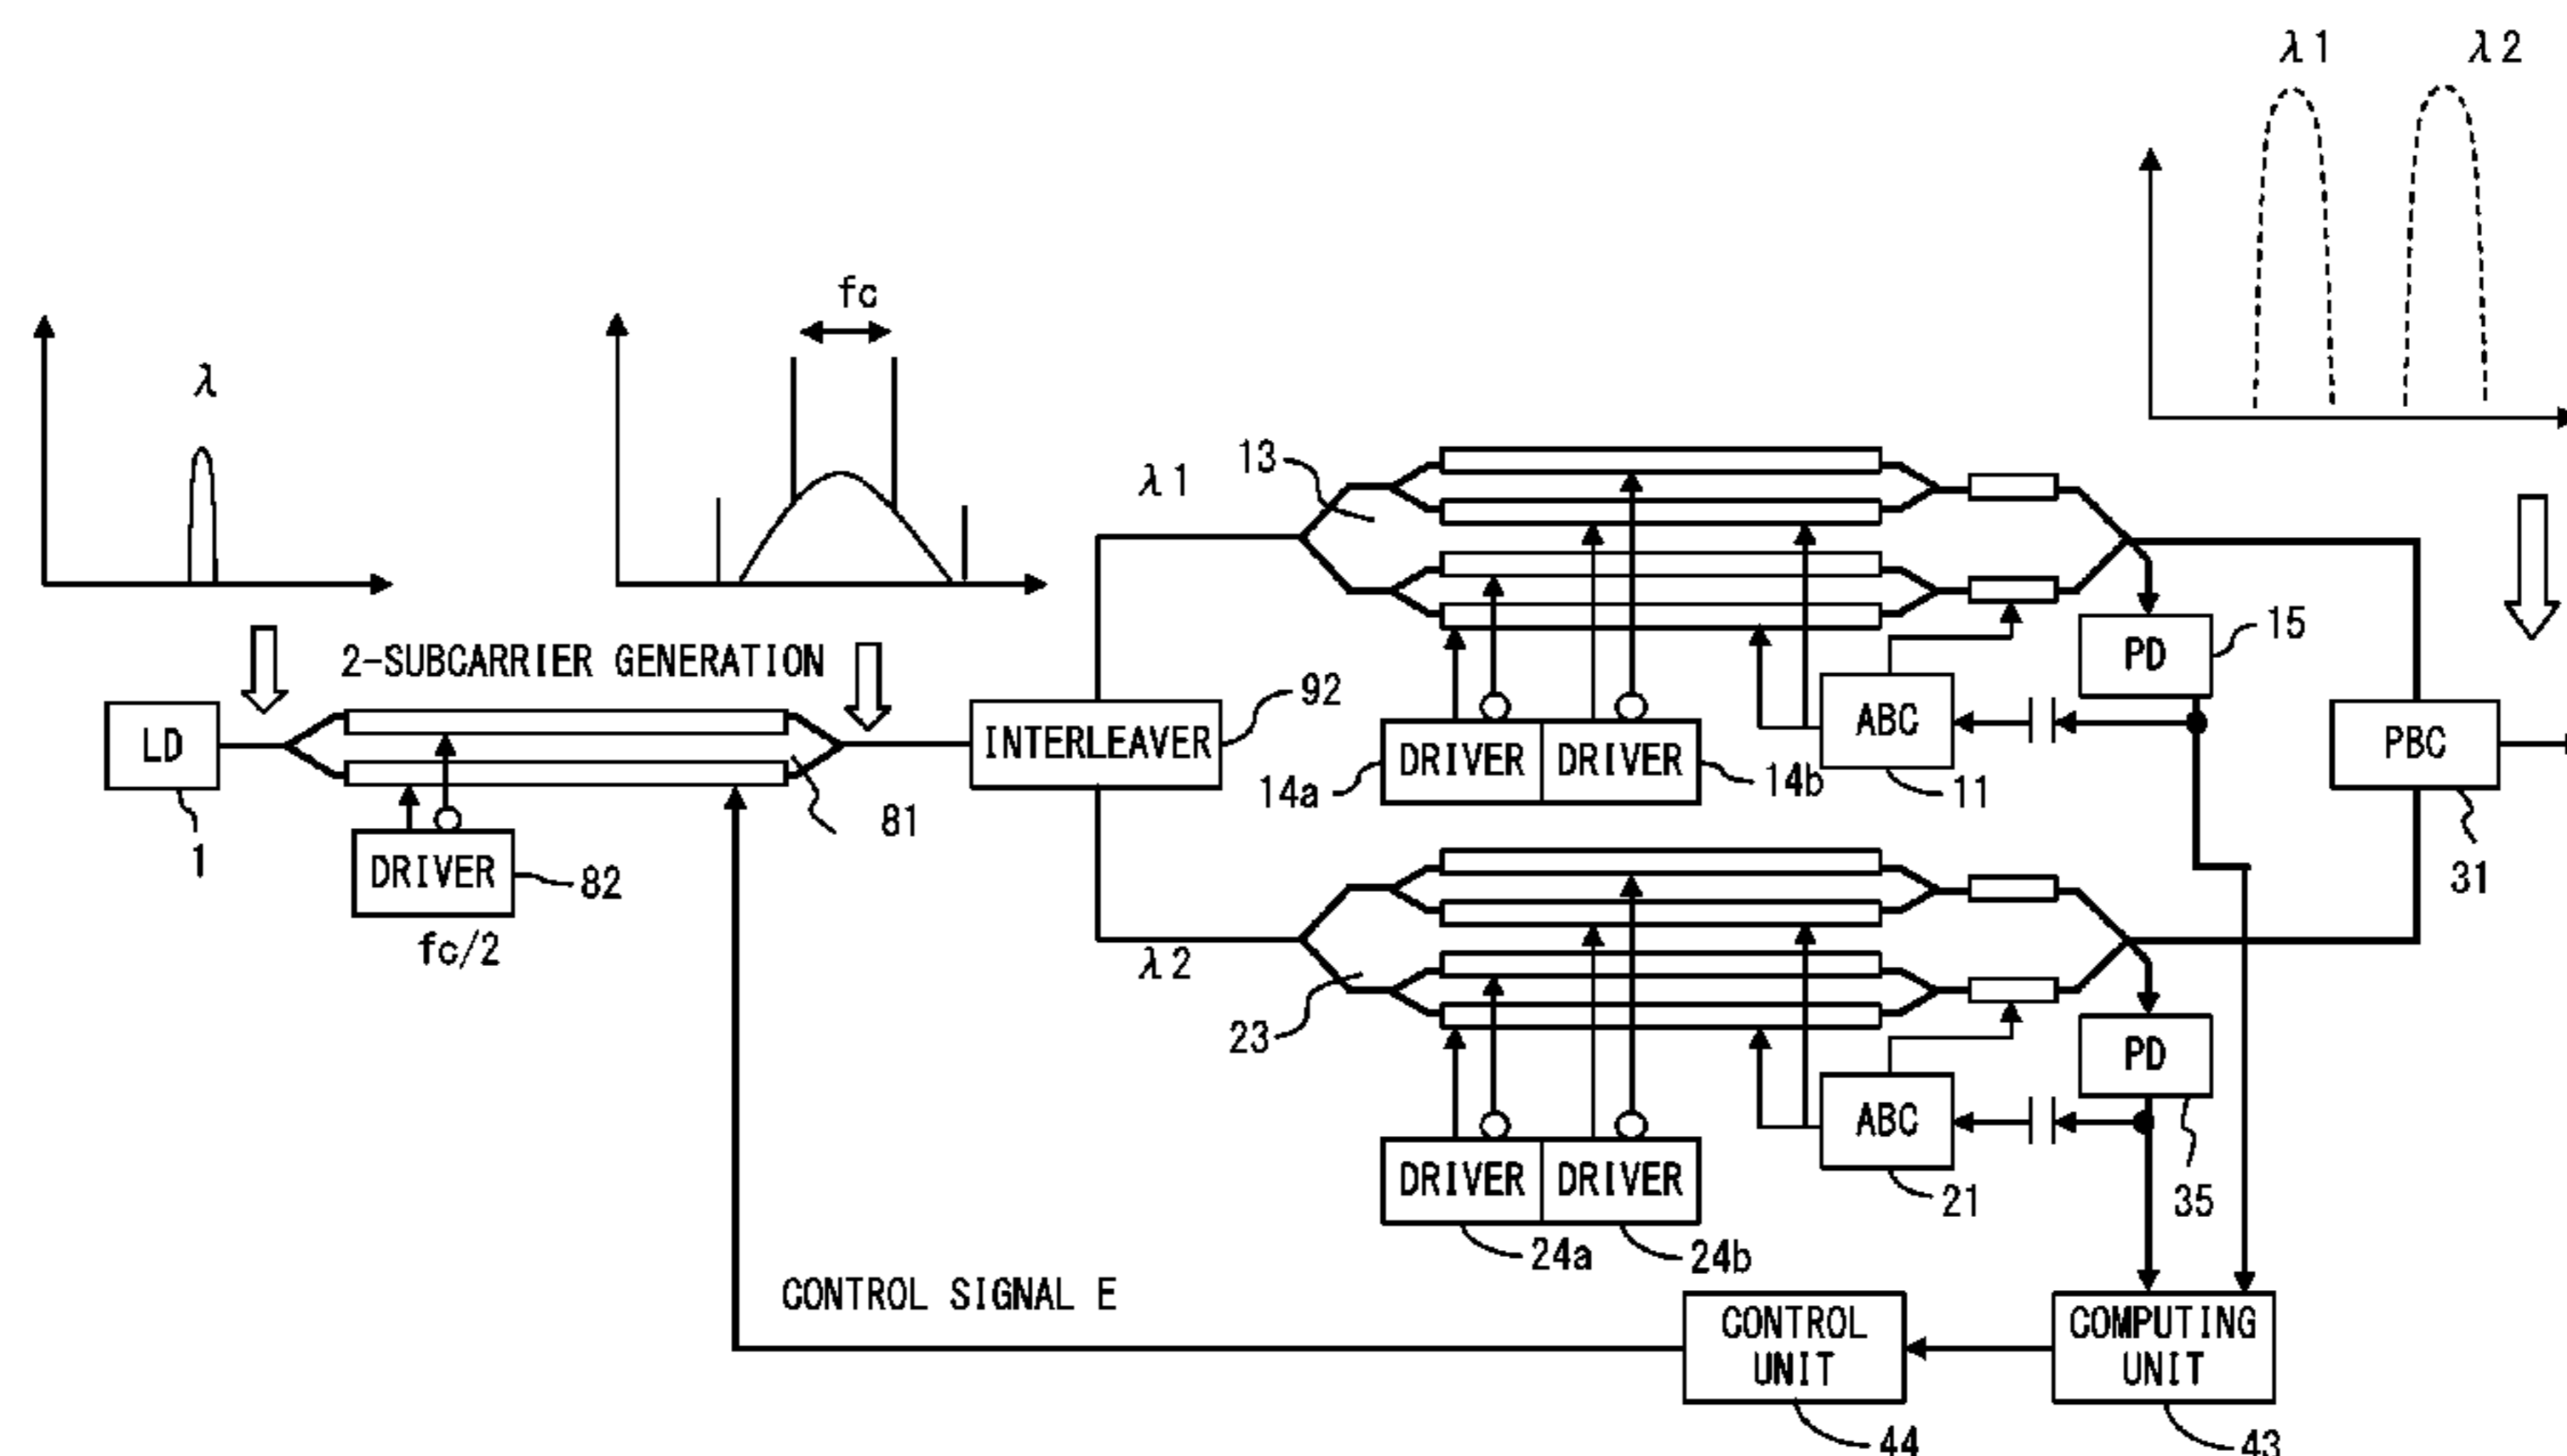 λ1
λ2
fc
λ
λ1
13
2-SUBCARRIER GENERATION
PD
15
LD
1
INTERLEAVER
92
ABC
11
DRIVER
DRIVER
14a
14b
PBC
31
81
DRIVER
82
fc/2
λ2
23
PD
35
ABC
21
DRIVER
DRIVER
24a
24b
CONTROL SIGNAL E
CONTROL
UNIT
44
COMPUTING
UNIT
43